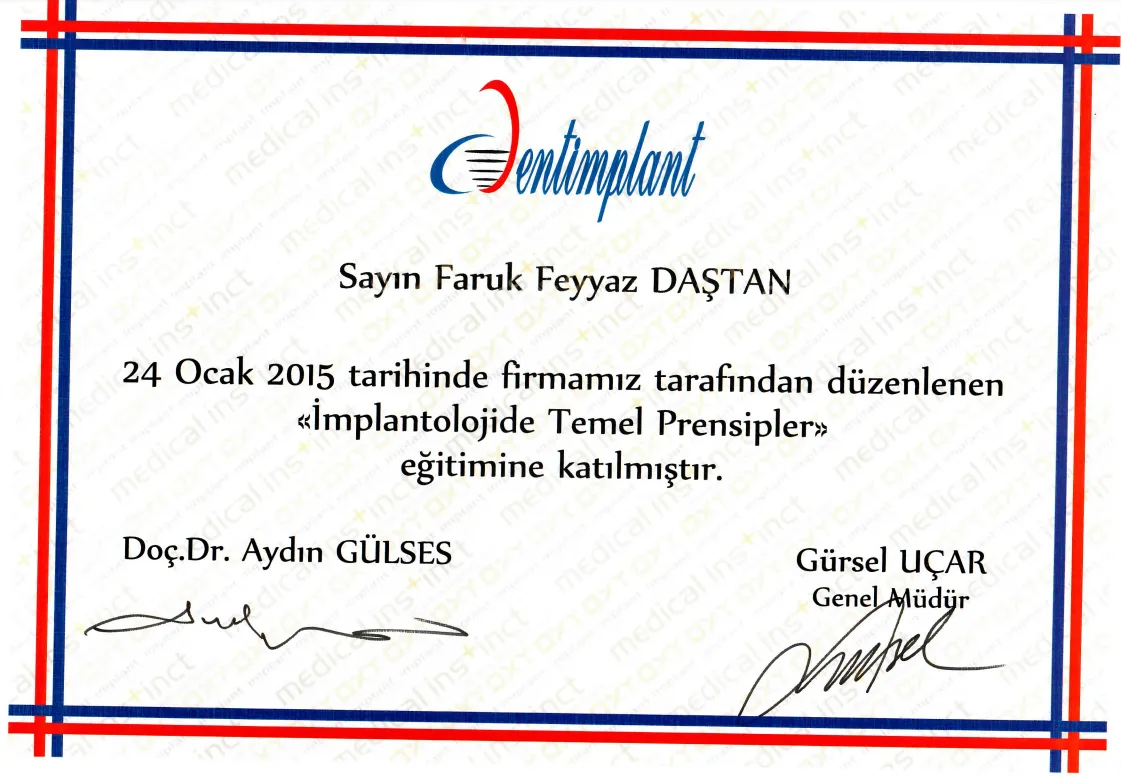 Dentimplant
Sayın Faruk Feyyaz DAŞTAN
24 Ocak 2015 tarihinde firmamız tarafından düzenlenen
«İmplantolojide Temel Prensipler»
eğitimine katılmıştır.
Doç.Dr. Aydın GÜLSES
Gürsel UÇAR
Genel Müdür